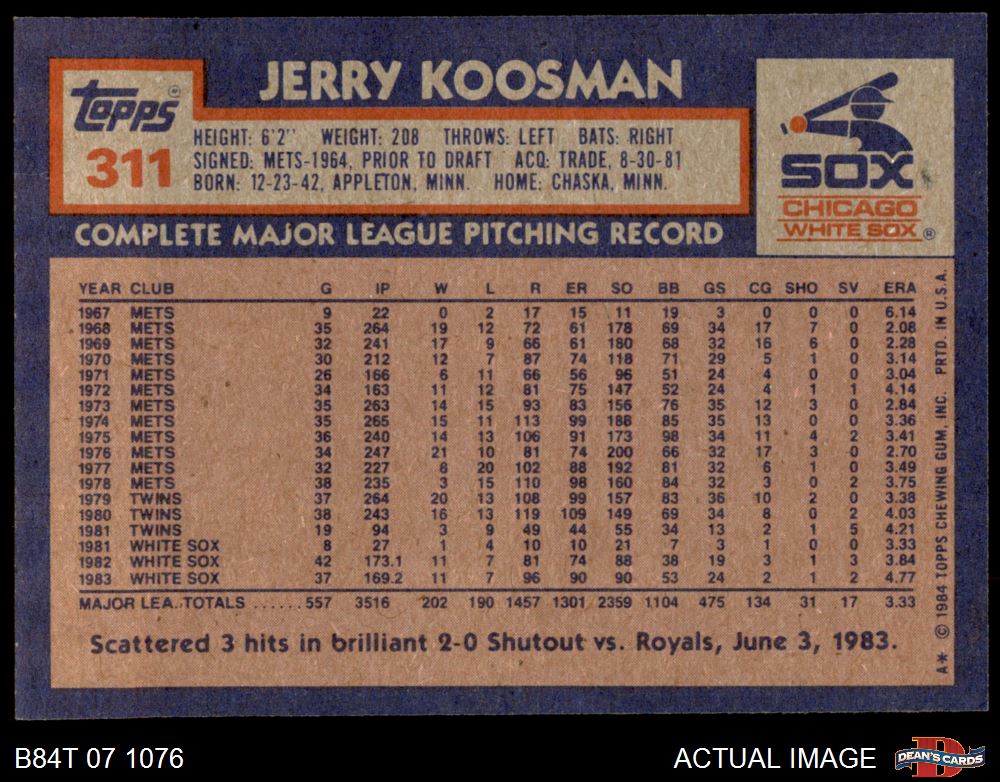 JERRY KOOSMAN
Topps®
311
HEIGHT: 6'2'' WEIGHT: 208 THROWS: LEFT BATS: RIGHT
SIGNED: METS-1964, PRIOR TO DRAFT ACQ: TRADE, 8-30-81
BORN: 12-23-42, APPLETON, MINN. HOME: CHASKA, MINN.
SOX
CHICAGO
WHITE SOX®
COMPLETE MAJOR LEAGUE PITCHING RECORD
YEAR CLUB G IP W L R ER SO BB GS CG SHO SV ERA
1967 METS 9 22 0 2 17 15 11 19 3 0 0 0 6.14
1968 METS 35 264 19 12 72 61 178 69 34 17 7 0 2.08
1969 METS 32 241 17 9 66 61 180 68 32 16 6 0 2.28
1970 METS 30 212 12 7 87 74 118 71 29 5 1 0 3.14
1971 METS 26 166 6 11 66 56 96 51 24 4 0 0 3.04
1972 METS 34 163 11 12 81 75 147 52 24 4 1 1 4.14
1973 METS 35 263 14 15 93 83 156 76 35 12 3 0 2.84
1974 METS 35 265 15 11 113 99 188 85 35 13 0 0 3.36
1975 METS 36 240 14 13 106 91 173 98 34 11 4 2 3.41
1976 METS 34 247 21 10 81 74 200 66 32 17 3 0 2.70
1977 METS 32 227 8 20 102 88 192 81 32 6 1 0 3.49
1978 METS 38 235 3 15 110 98 160 84 32 3 0 2 3.75
1979 TWINS 37 264 20 13 108 99 157 83 36 10 2 0 3.38
1980 TWINS 38 243 16 13 119 109 149 69 34 8 0 2 4.03
1981 TWINS 19 94 3 9 49 44 55 34 13 2 1 5 4.21
1981 WHITE SOX 8 27 1 4 10 10 21 7 3 1 0 0 3.33
1982 WHITE SOX 42 173.1 11 7 81 74 88 38 19 3 1 3 3.84
1983 WHITE SOX 37 169.2 11 7 96 90 90 53 24 2 1 2 4.77
MAJOR LEA. TOTALS ...... 557 3516 202 190 1457 1301 2359 1104 475 134 31 17 3.33
Scattered 3 hits in brilliant 2-0 Shutout vs. Royals, June 3, 1983.
A* © 1984 TOPPS CHEWING GUM, INC. PRTD. IN U.S.A.
B84T 07 1076
ACTUAL IMAGE
D
DEAN'S CARDS